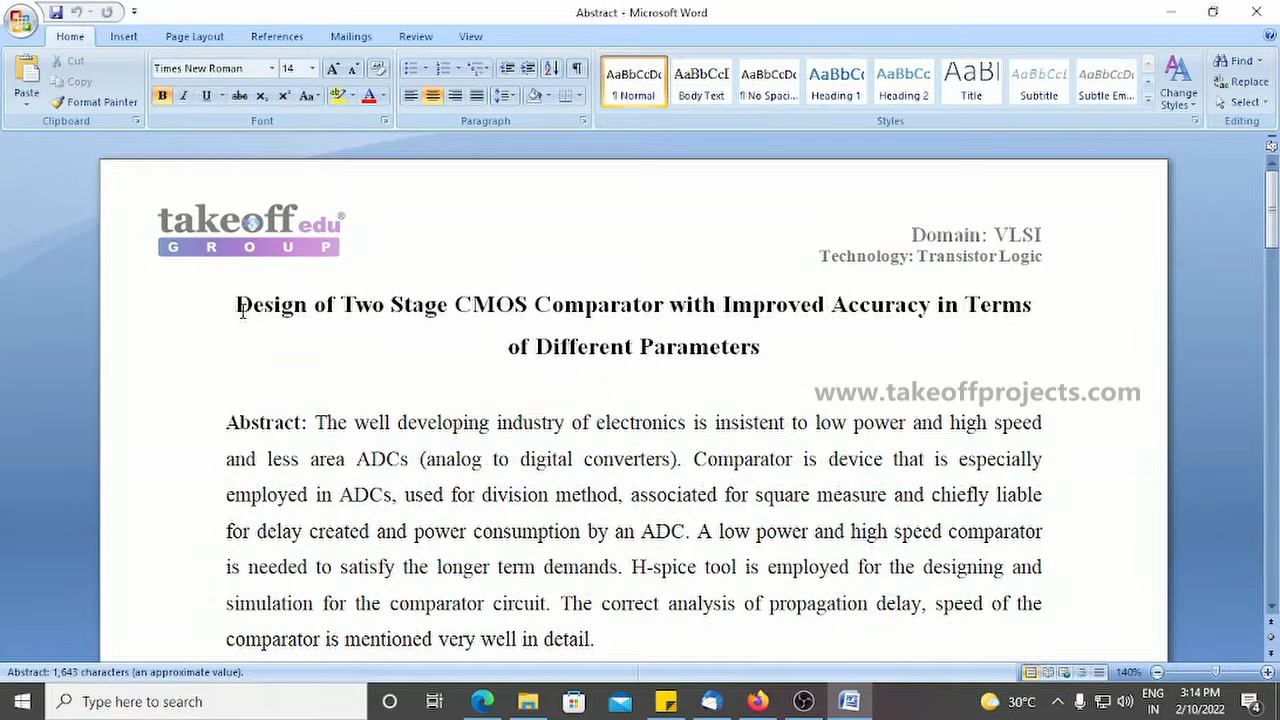 Abstract - Microsoft Word
Home Insert Page Layout References Mailings Review View
Paste
Cut
Copy
Format Painter
Clipboard
Times New Roman 14
B I U abc
Font
Paragraph
AaBbCcDc AaBbCcI AaBbCcDc AaBbCc AaBbCc AaBl AaBbCcI AaBbCcDc
¶ Normal Body Text ¶ No Spaci... Heading 1 Heading 2 Title Subtitle Subtle Em...
Change
Styles
Styles
Find
Replace
Select
Editing
takeoff edu®
GROUP
Domain: VLSI
Technology: Transistor Logic
Design of Two Stage CMOS Comparator with Improved Accuracy in Terms
of Different Parameters
www.takeoffprojects.com
Abstract: The well developing industry of electronics is insistent to low power and high speed
and less area ADCs (analog to digital converters). Comparator is device that is especially
employed in ADCs, used for division method, associated for square measure and chiefly liable
for delay created and power consumption by an ADC. A low power and high speed comparator
is needed to satisfy the longer term demands. H-spice tool is employed for the designing and
simulation for the comparator circuit. The correct analysis of propagation delay, speed of the
comparator is mentioned very well in detail.
Abstract: 1,643 characters (an approximate value).
140%
Type here to search
30°C
ENG
IN
3:14 PM
2/10/2022
4